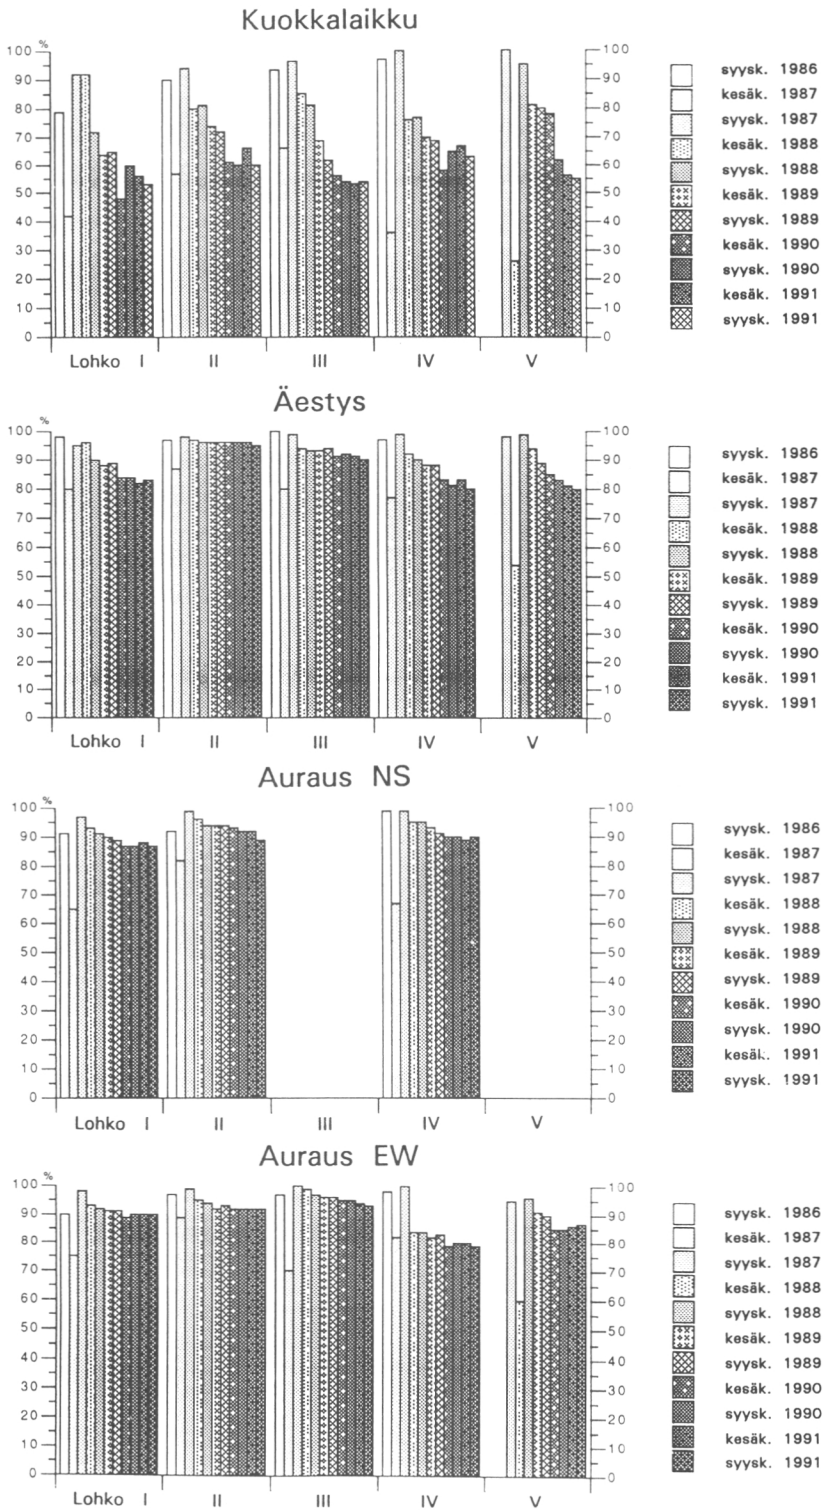 Kuokkalaikku
%
100 90 80 70 60 50 40 30 20 10 0
100 90 80 70 60 50 40 30 20 10 0
Lohko I II III IV V
syysk. 1986
kesäk. 1987
syysk. 1987
kesäk. 1988
syysk. 1988
kesäk. 1989
syysk. 1989
kesäk. 1990
syysk. 1990
kesäk. 1991
syysk. 1991
Äestys
%
100 90 80 70 60 50 40 30 20 10 0
100 90 80 70 60 50 40 30 20 10 0
Lohko I II III IV V
syysk. 1986
kesäk. 1987
syysk. 1987
kesäk. 1988
syysk. 1988
kesäk. 1989
syysk. 1989
kesäk. 1990
syysk. 1990
kesäk. 1991
syysk. 1991
Auraus NS
%
100 90 80 70 60 50 40 30 20 10 0
100 90 80 70 60 50 40 30 20 10 0
Lohko I II III IV V
syysk. 1986
kesäk. 1987
syysk. 1987
kesäk. 1988
syysk. 1988
kesäk. 1989
syysk. 1989
kesäk. 1990
syysk. 1990
kesäk. 1991
syysk. 1991
Auraus EW
%
100 90 80 70 60 50 40 30 20 10 0
100 90 80 70 60 50 40 30 20 10 0
Lohko I II III IV V
syysk. 1986
kesäk. 1987
syysk. 1987
kesäk. 1988
syysk. 1988
kesäk. 1989
syysk. 1989
kesäk. 1990
syysk. 1990
kesäk. 1991
syysk. 1991